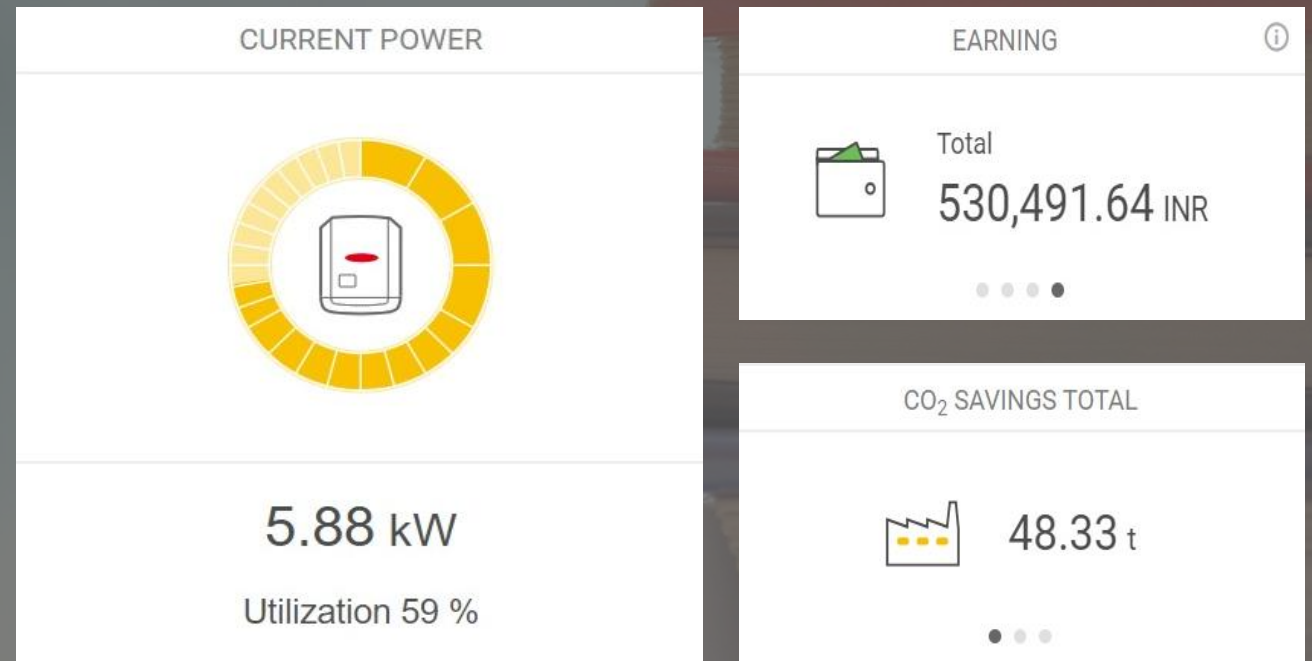 CURRENT POWER
5.88 kW
Utilization 59 %
EARNING
Total
530,491.64 INR
CO₂ SAVINGS TOTAL
48.33 t